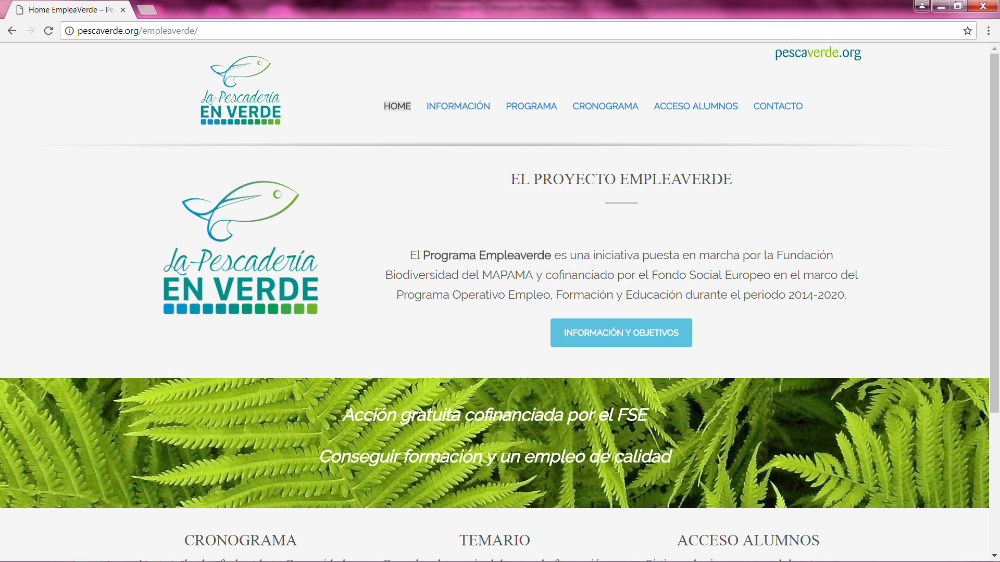 Home EmpleaVerde – Pe
pescaverde.org/empleaverde/
pescaverde.org
La Pescadería
EN VERDE
HOME INFORMACIÓN PROGRAMA CRONOGRAMA ACCESO ALUMNOS CONTACTO
EL PROYECTO EMPLEAVERDE
La Pescadería
EN VERDE
El Programa Empleaverde es una iniciativa puesta en marcha por la Fundación
Biodiversidad del MAPAMA y cofinanciado por el Fondo Social Europeo en el marco del
Programa Operativo Empleo, Formación y Educación durante el periodo 2014-2020.
INFORMACIÓN Y OBJETIVOS
Acción gratuita cofinanciada por el FSE
Conseguir formación y un empleo de calidad
CRONOGRAMA TEMARIO ACCESO ALUMNOS